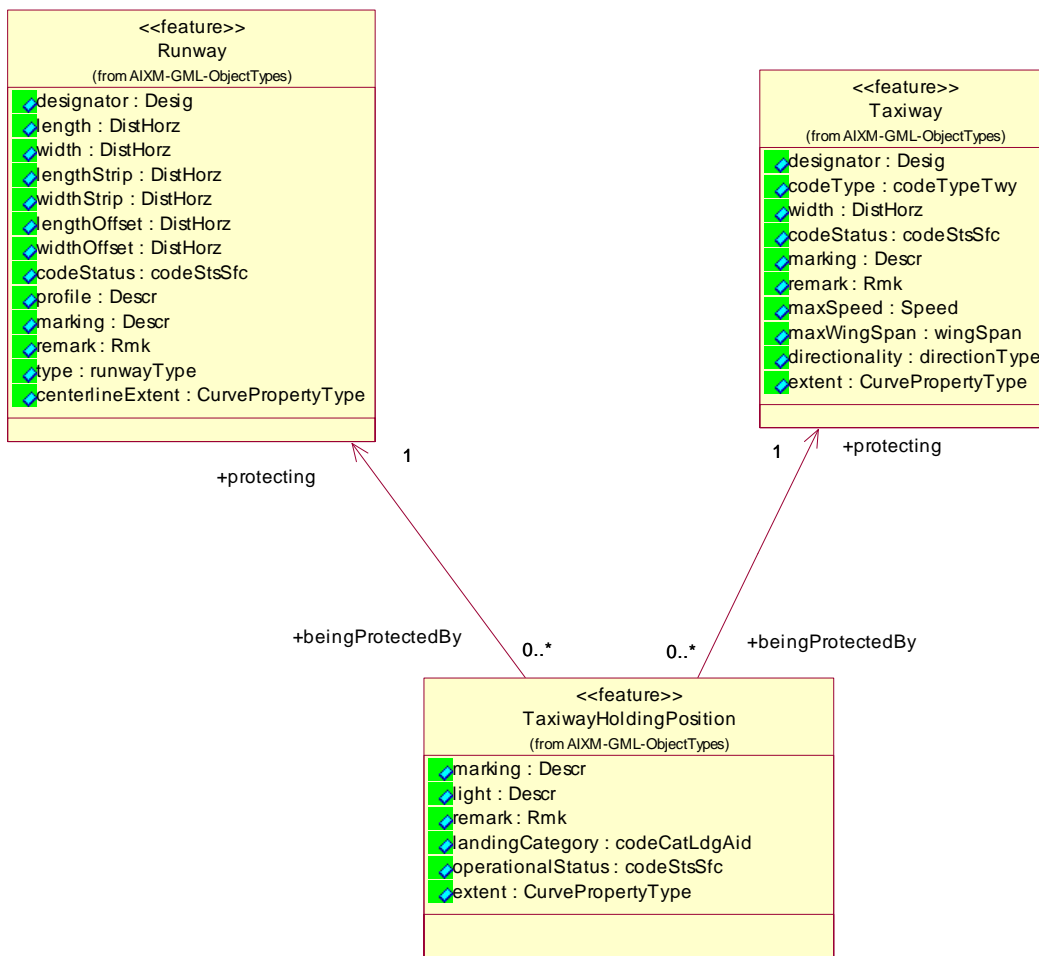 <<feature>>
Runway
(from AIXM-GML-ObjectTypes)
designator : Desig
length : DistHorz
width : DistHorz
lengthStrip : DistHorz
widthStrip : DistHorz
lengthOffset : DistHorz
widthOffset : DistHorz
codeStatus : codeStsSfc
profile : Descr
marking : Descr
remark : Rmk
type : runwayType
centerlineExtent : CurvePropertyType
<<feature>>
Taxiway
(from AIXM-GML-ObjectTypes)
designator : Desig
codeType : codeTypeTwy
width : DistHorz
codeStatus : codeStsSfc
marking : Descr
remark : Rmk
maxSpeed : Speed
maxWingSpan : wingSpan
directionality : directionType
extent : CurvePropertyType
1
+protecting
1
+protecting
+beingProtectedBy
0..*
0..*
+beingProtectedBy
<<feature>>
TaxiwayHoldingPosition
(from AIXM-GML-ObjectTypes)
marking : Descr
light : Descr
remark : Rmk
landingCategory : codeCatLdgAid
operationalStatus : codeStsSfc
extent : CurvePropertyType